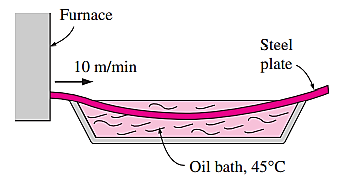 Furnace
10 m/min
Steel
plate
Oil bath, 45°C